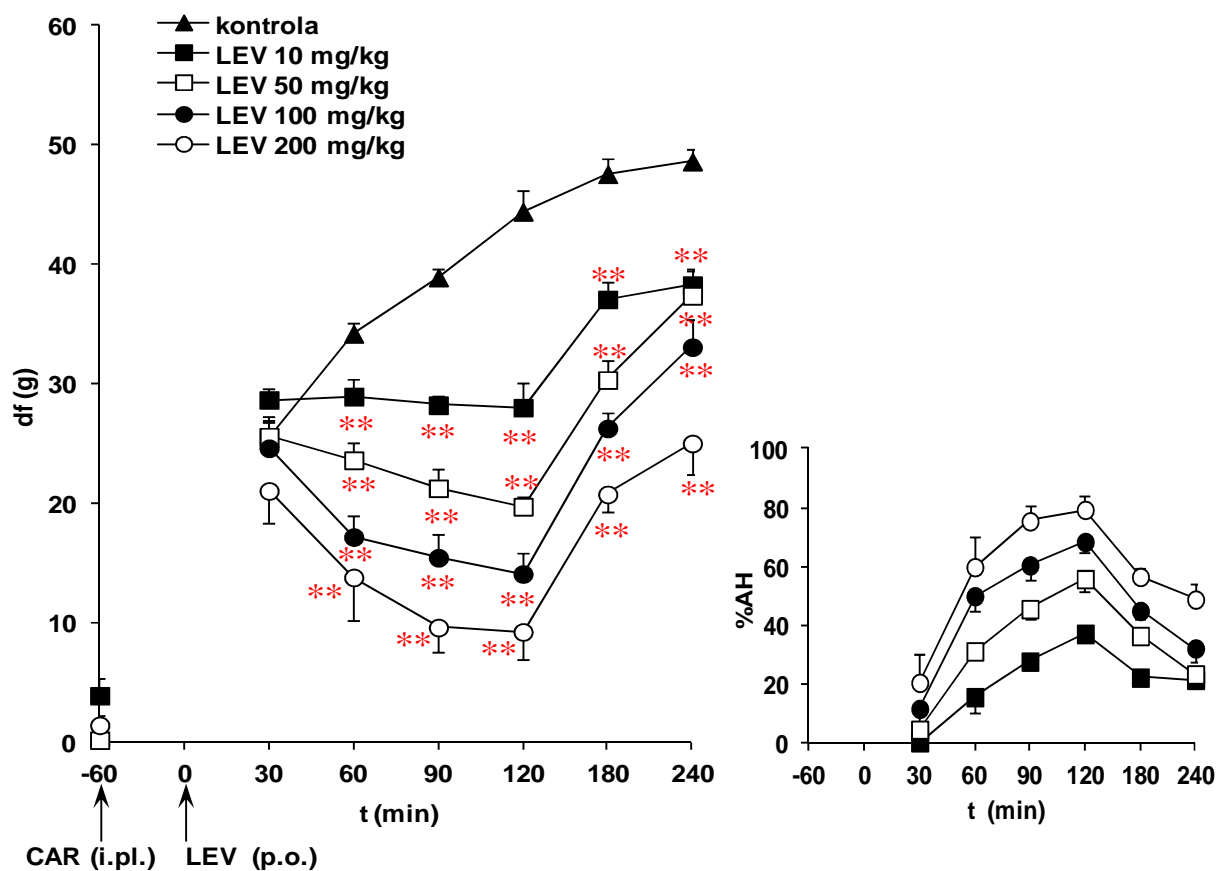 kontrola
LEV 10 mg/kg
LEV 50 mg/kg
LEV 100 mg/kg
LEV 200 mg/kg
60
50
40
30
20
10
0
df (g)
** **
**
**
** ** **
**
** **
** **
**
**
**
** **
**
**
**
-60 0 30 60 90 120 180 240
t (min)
CAR (i.pl.) LEV (p.o.)
100
80
60
40
20
0
%AH
-60 0 30 60 90 120 180 240
t (min)